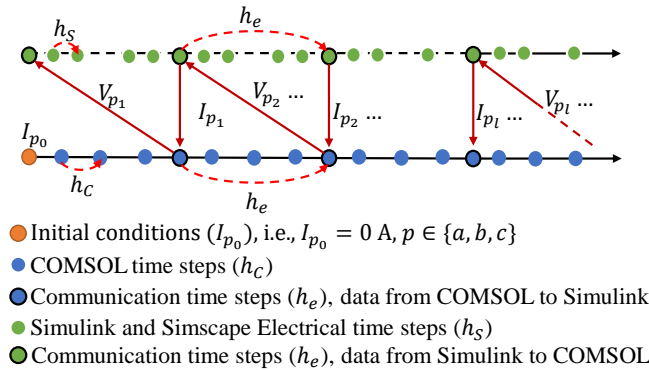 h_e
h_S
V_{p_1} I_{p_1} V_{p_2} ... I_{p_2} ... I_{p_l} ... V_{p_l} ...
I_{p_0}
h_C
h_e
Initial conditions (I_{p_0}), i.e., I_{p_0} = 0 A, p ∈ {a, b, c}
COMSOL time steps (h_C)
Communication time steps (h_e), data from COMSOL to Simulink
Simulink and Simscape Electrical time steps (h_S)
Communication time steps (h_e), data from Simulink to COMSOL